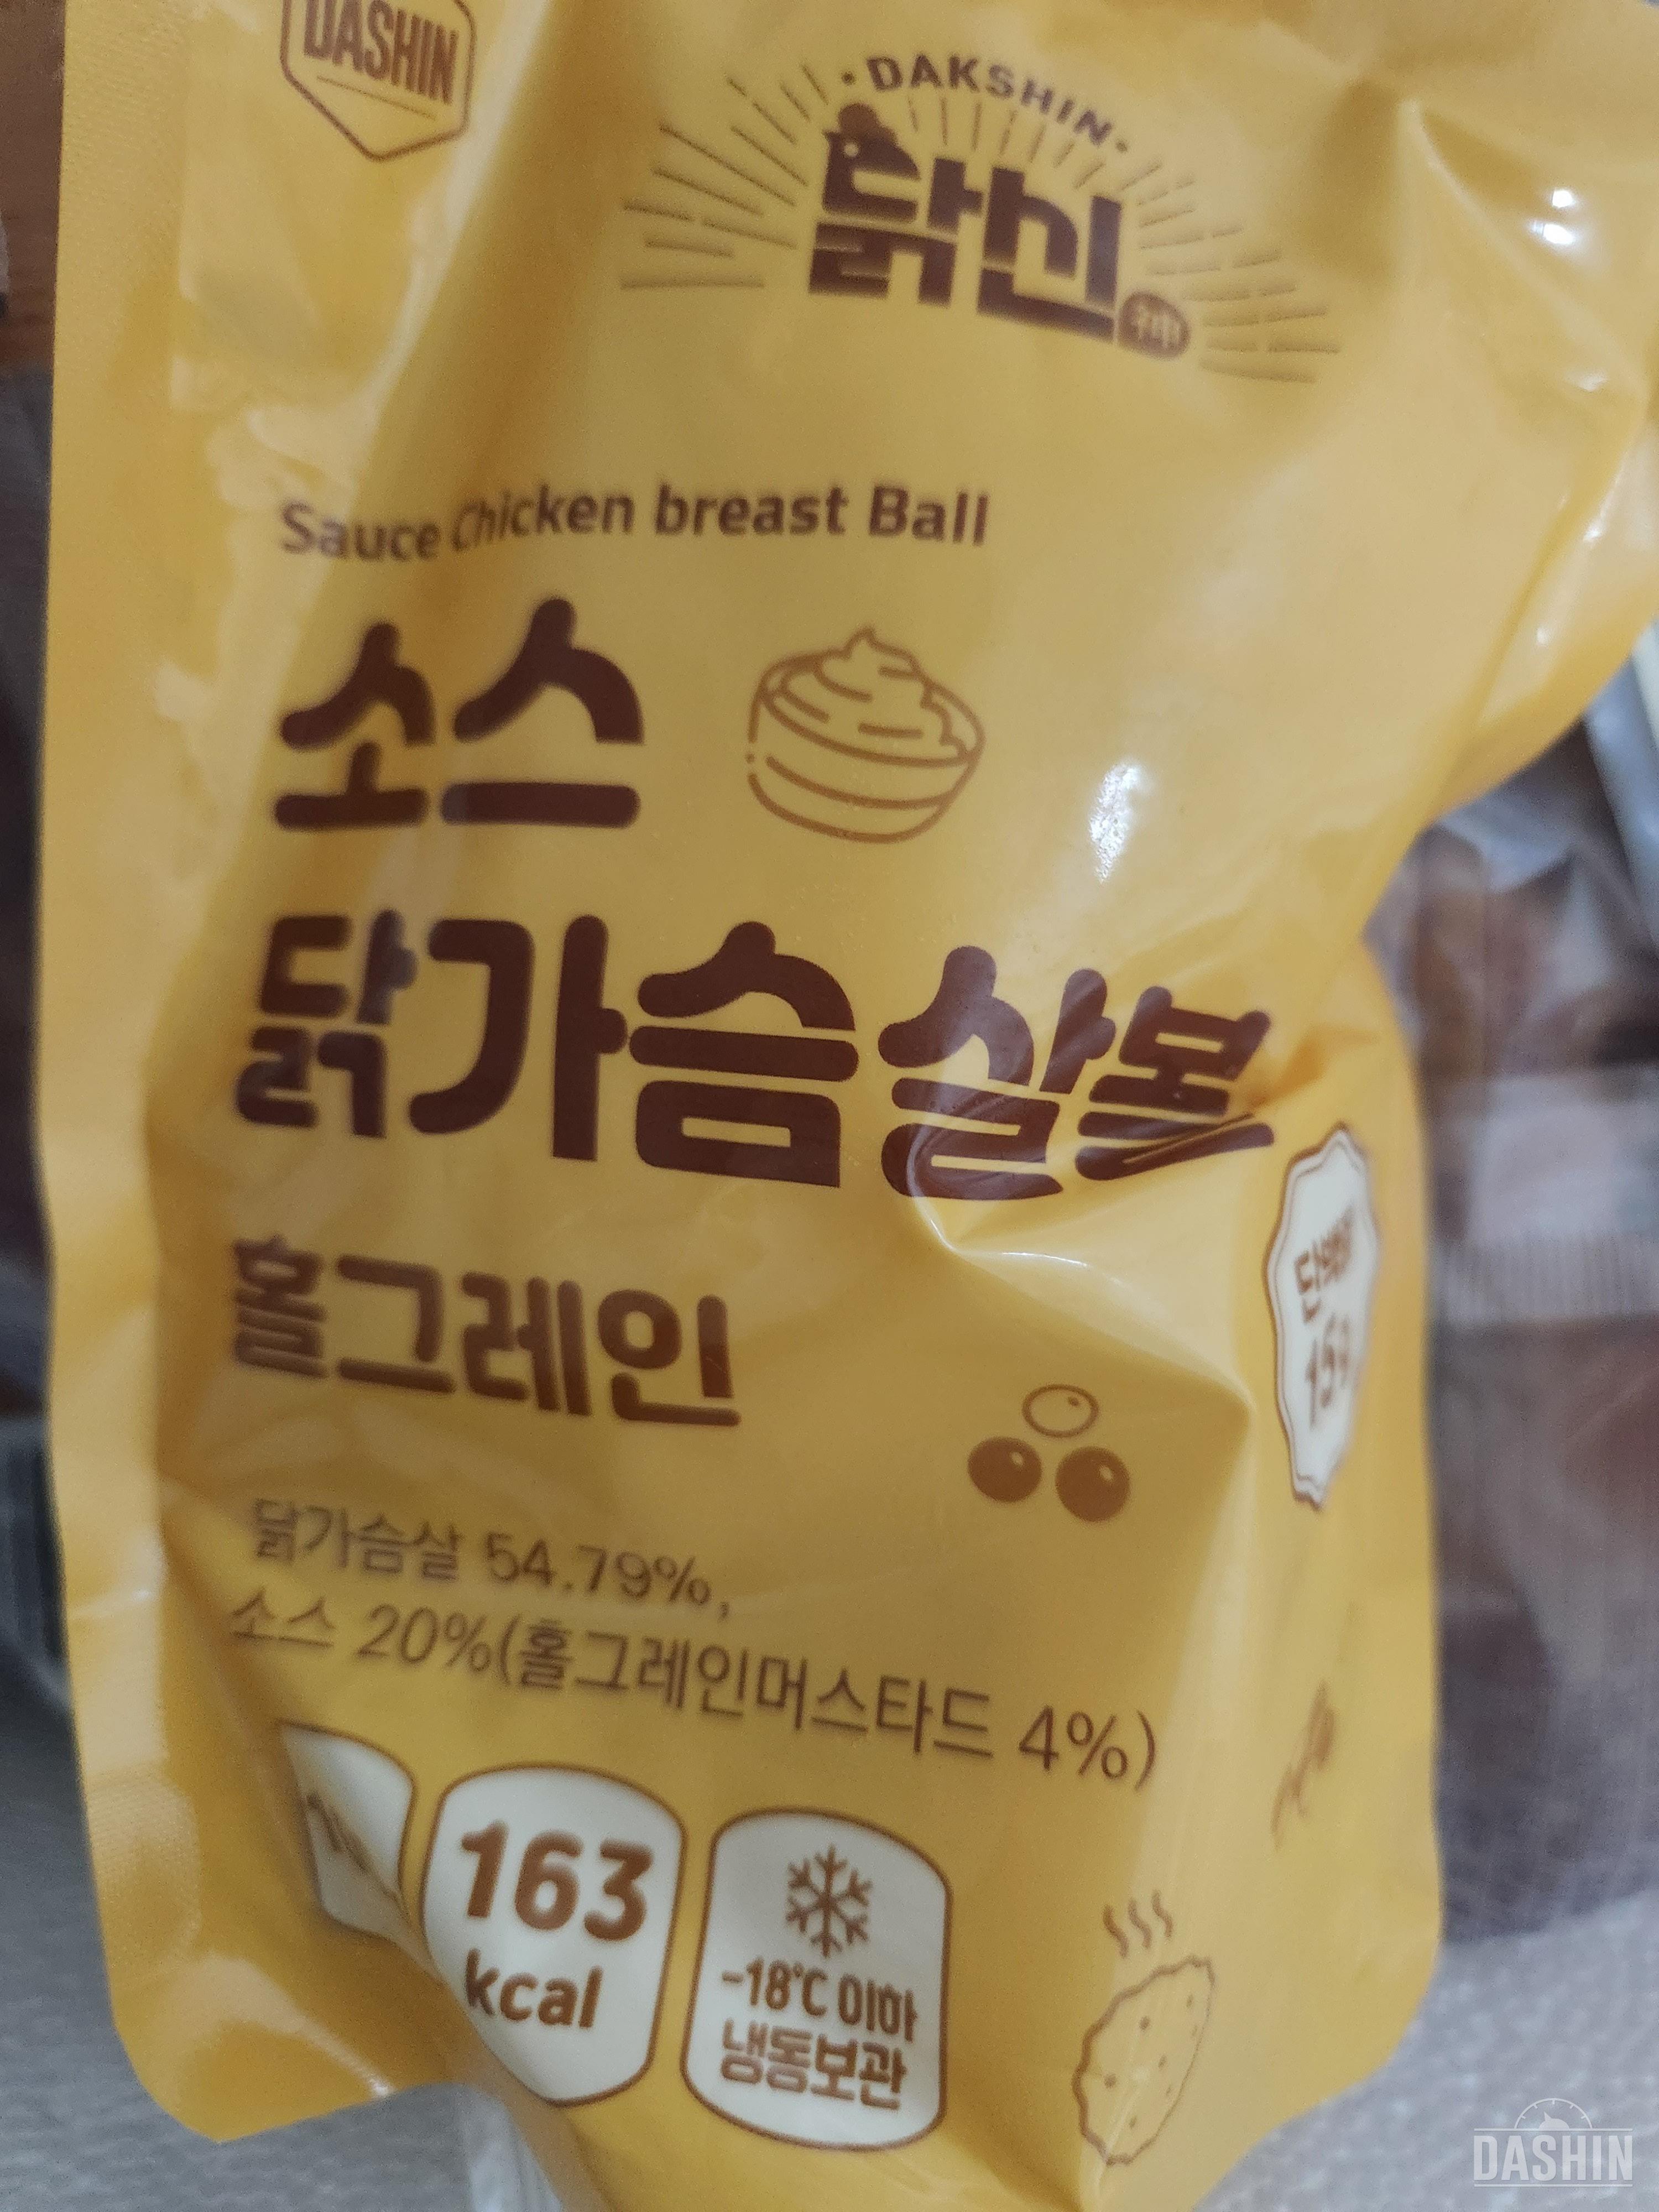 DASHIN
DAKSHIN
닭신
Sauce Chicken breast Ball
소스
닭가슴살볼
홀그레인
단백질
15g
닭가슴살 54.79%,
소스 20%(홀그레인머스타드 4%)
163
kcal
-18℃ 이하
냉동보관
DASHIN